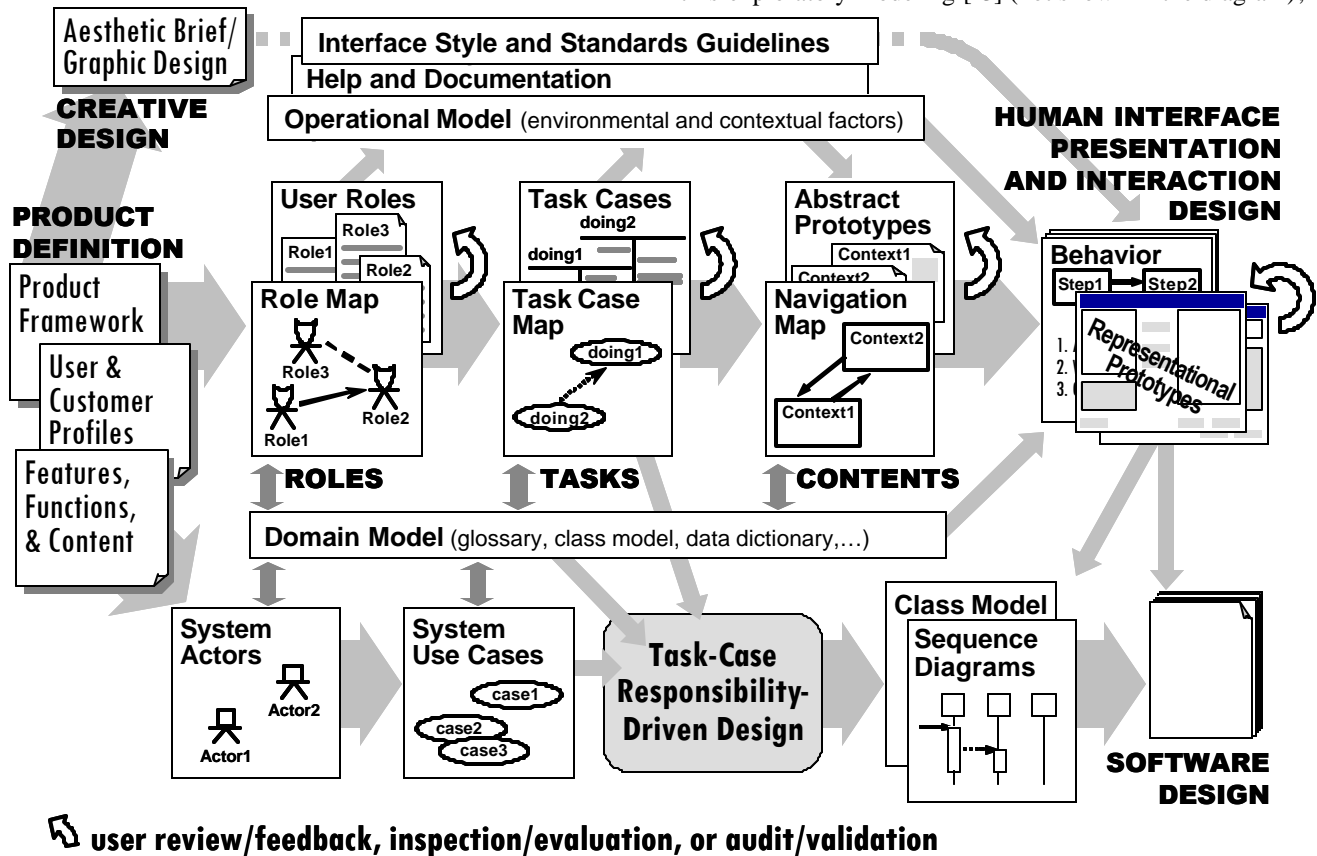 Aesthetic Brief/
Graphic Design
CREATIVE
DESIGN
Interface Style and Standards Guidelines
Help and Documentation
Operational Model (environmental and contextual factors)
HUMAN INTERFACE
PRESENTATION
AND INTERACTION
DESIGN
PRODUCT
DEFINITION
Product
Framework
User &
Customer
Profiles
Features,
Functions,
& Content
User Roles
Role1
Role3
Role2
Role Map
Role3
Role2
Role1
ROLES
Task Cases
doing2
doing1
Task Case
Map
doing1
doing2
TASKS
Abstract
Prototypes
Context1
Context2
Navigation
Map
Context2
Context1
CONTENTS
Behavior
Step1
Step2
1.
2.
3.
Representational
Prototypes
Domain Model (glossary, class model, data dictionary,...)
System
Actors
Actor2
Actor1
System
Use Cases
case1
case2
case3
Task-Case
Responsibility-
Driven Design
Class Model
Sequence
Diagrams
SOFTWARE
DESIGN
user review/feedback, inspection/evaluation, or audit/validation